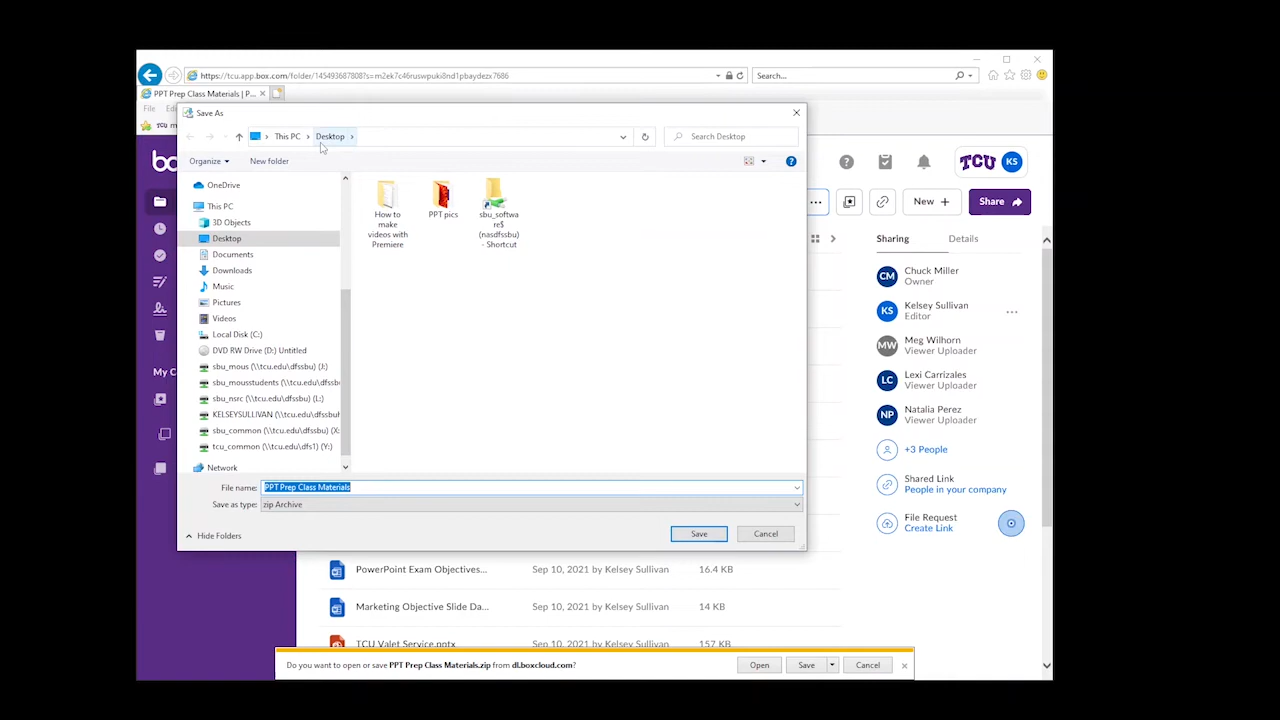 https://tcu.app.box.com/folder/145493687808?s=m2ek7c46ruswpuki8nd1pbaydezx7686
Search...
PPT Prep Class Materials | P...
File
Save As
This PC
Desktop
Search Desktop
Organize
New folder
OneDrive
This PC
3D Objects
Desktop
Documents
Downloads
Music
Pictures
Videos
Local Disk (C:)
DVD RW Drive (D:) Untitled
sbu_mous (\\tcu.edu\dfssbu) (J:)
sbu_mousstudents (\\tcu.edu\dfssb
sbu_nsrc (\\tcu.edu\dfssbu) (L:)
KELSEYSULLIVAN (\\tcu.edu\dfssbu
sbu_common (\\tcu.edu\dfssbu) (X:
tcu_common (\\tcu.edu\dfs1) (Y:)
Network
How to
make
videos with
Premiere
PPT pics
sbu_softwa
re$
(nasdfssbu)
- Shortcut
File name:
PPT Prep Class Materials
Save as type:
zip Archive
Hide Folders
Save
Cancel
TCU
KS
New +
Share
Sharing
Details
CM
Chuck Miller
Owner
KS
Kelsey Sullivan
Editor
MW
Meg Wilhorn
Viewer Uploader
LC
Lexi Carrizales
Viewer Uploader
NP
Natalia Perez
Viewer Uploader
+3 People
Shared Link
People in your company
File Request
Create Link
My C
PowerPoint Exam Objectives...
Sep 10, 2021 by Kelsey Sullivan
16.4 KB
Marketing Objective Slide Da...
Sep 10, 2021 by Kelsey Sullivan
14 KB
TCU Valet Service.potx
Sep 10, 2021 by Kelsey Sullivan
157 KB
Do you want to open or save PPT Prep Class Materials.zip from dl.boxcloud.com?
Open
Save
Cancel